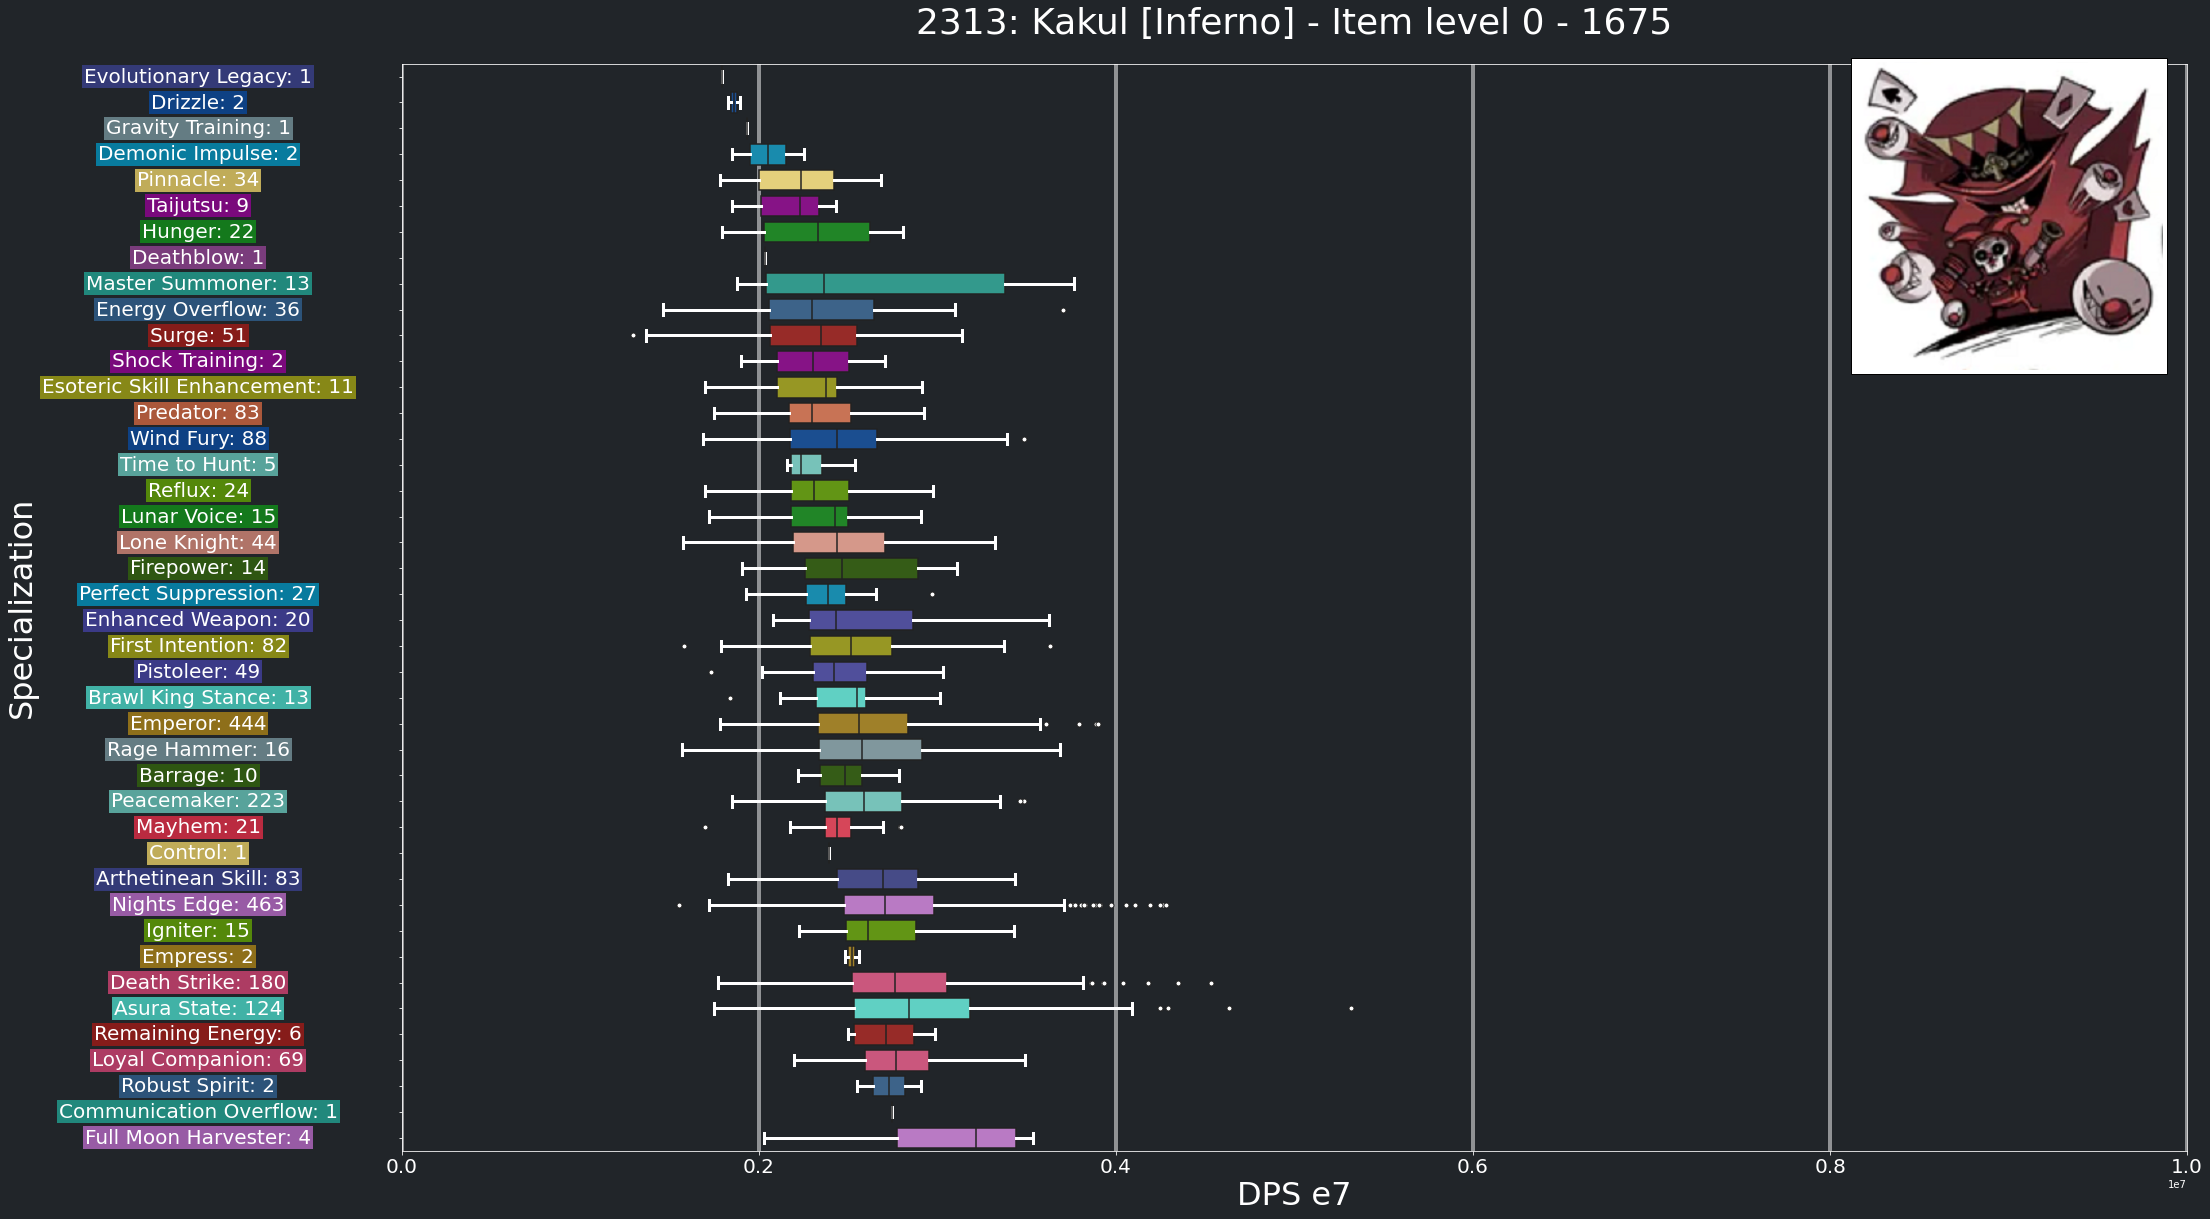 2313: Kakul [Inferno] - Item level 0 - 1675
Specialization
Evolutionary Legacy: 1
Drizzle: 2
Gravity Training: 1
Demonic Impulse: 2
Pinnacle: 34
Taijutsu: 9
Hunger: 22
Deathblow: 1
Master Summoner: 13
Energy Overflow: 36
Surge: 51
Shock Training: 2
Esoteric Skill Enhancement: 11
Predator: 83
Wind Fury: 88
Time to Hunt: 5
Reflux: 24
Lunar Voice: 15
Lone Knight: 44
Firepower: 14
Perfect Suppression: 27
Enhanced Weapon: 20
First Intention: 82
Pistoleer: 49
Brawl King Stance: 13
Emperor: 444
Rage Hammer: 16
Barrage: 10
Peacemaker: 223
Mayhem: 21
Control: 1
Arthetinean Skill: 83
Nights Edge: 463
Igniter: 15
Empress: 2
Death Strike: 180
Asura State: 124
Remaining Energy: 6
Loyal Companion: 69
Robust Spirit: 2
Communication Overflow: 1
Full Moon Harvester: 4
0.0 0.2 0.4 0.6 0.8 1.0
1e7
DPS e7